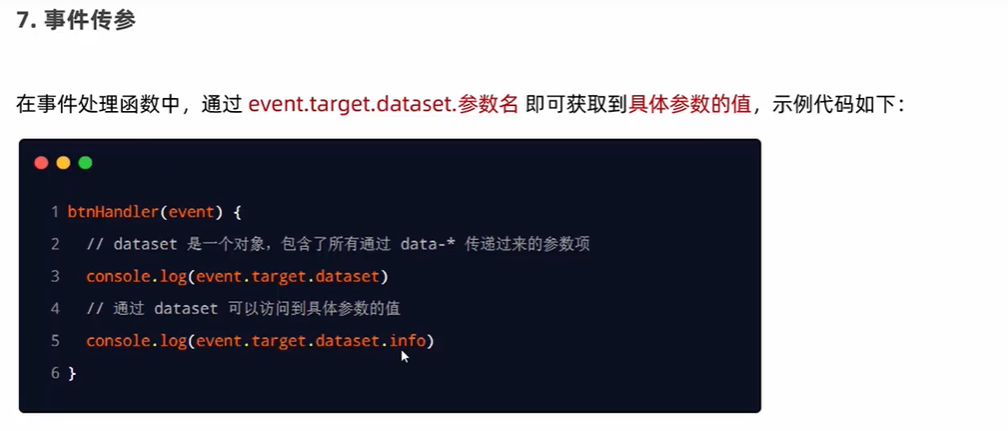 7. 事件传参
在事件处理函数中，通过 event.target.dataset.参数名 即可获取到具体参数的值，示例代码如下：
1 btnHandler(event) {
2   // dataset 是一个对象，包含了所有通过 data-* 传递过来的参数项
3   console.log(event.target.dataset)
4   // 通过 dataset 可以访问到具体参数的值
5   console.log(event.target.dataset.info)
6 }